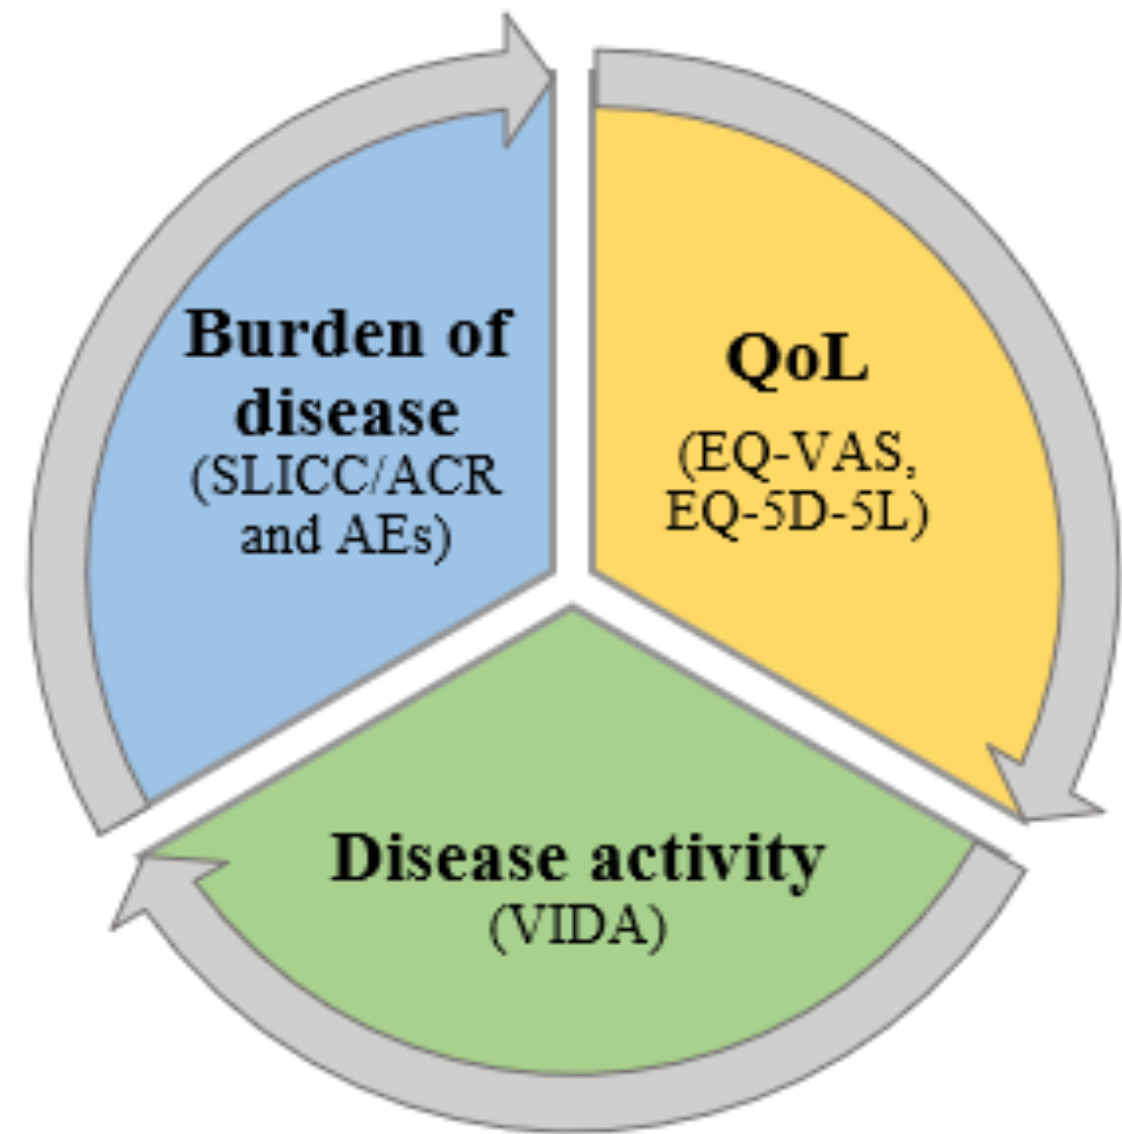 Burden of
disease
(SLICC/ACR
and AEs)
QoL
(EQ-VAS,
EQ-5D-5L)
Disease activity
(VIDA)